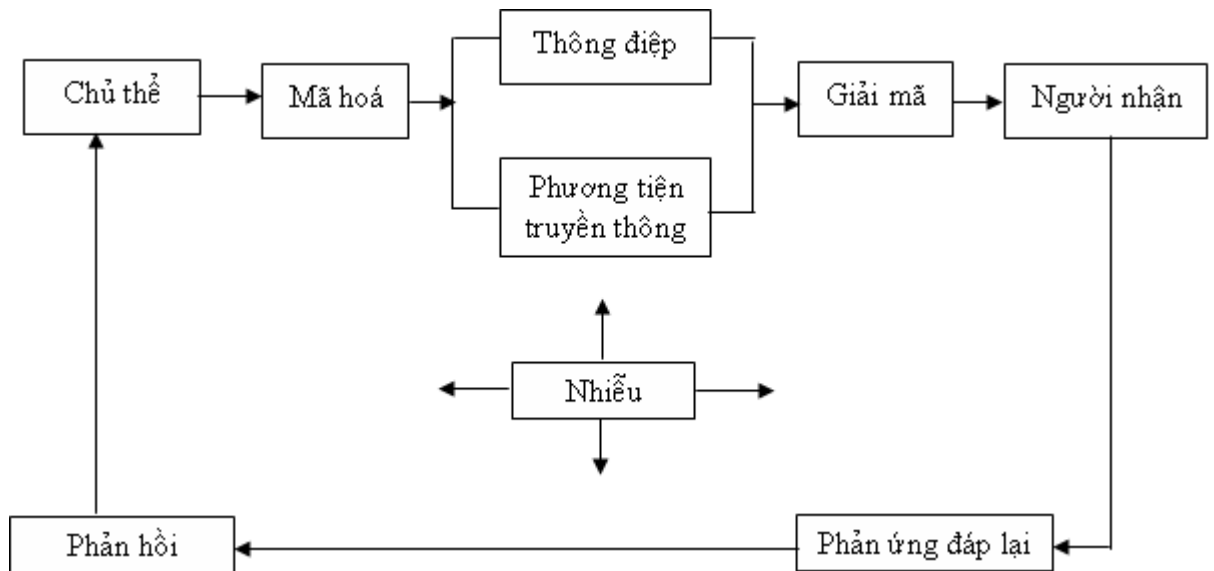 Chủ thể
Mã hoá
Thông điệp
Phương tiện
truyền thông
Giải mã
Người nhận
Nhiễu
Phản hồi
Phản ứng đáp lại